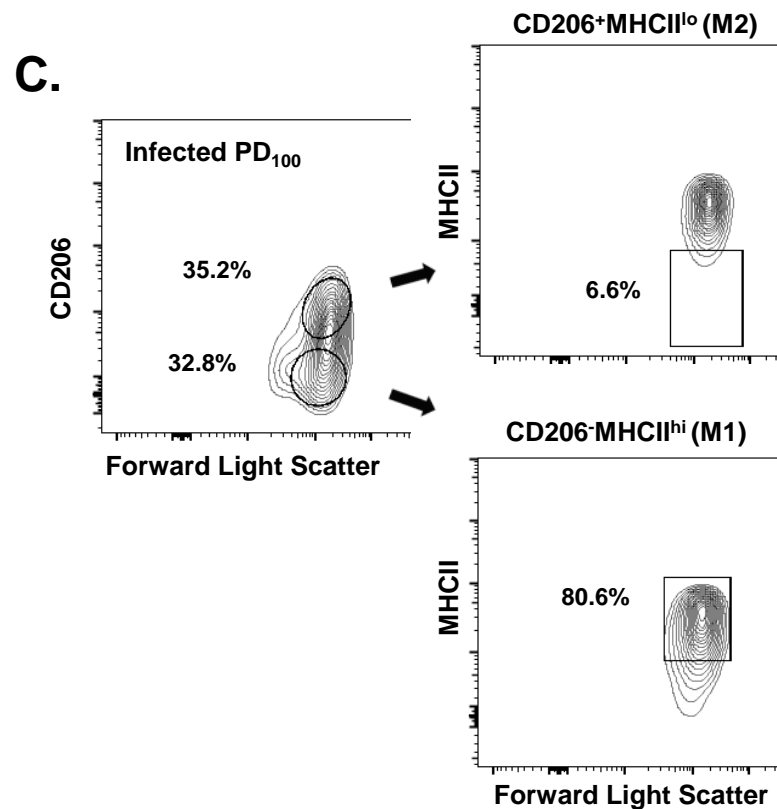 C.
Infected PD₁₀₀
CD206
35.2%
32.8%
Forward Light Scatter
CD206⁺MHCIIˡᵒ (M2)
MHCII
6.6%
CD206⁻MHCIIʰⁱ (M1)
MHCII
80.6%
Forward Light Scatter